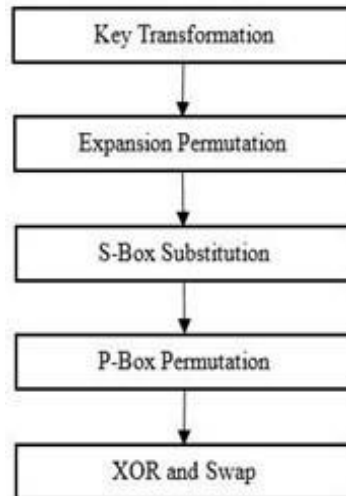 Key Transformation
Expansion Permutation
S-Box Substitution
P-Box Permutation
XOR and Swap